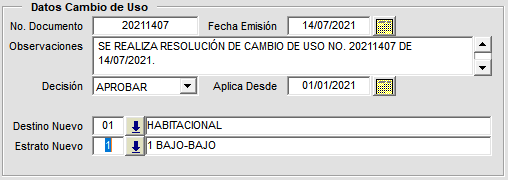 Datos Cambio de Uso
No. Documento 20211407 Fecha Emisión 14/07/2021
Observaciones SE REALIZA RESOLUCIÓN DE CAMBIO DE USO NO. 20211407 DE
14/07/2021.
Decisión APROBAR Aplica Desde 01/01/2021
Destino Nuevo 01 HABITACIONAL
Estrato Nuevo 1 1 BAJO-BAJO